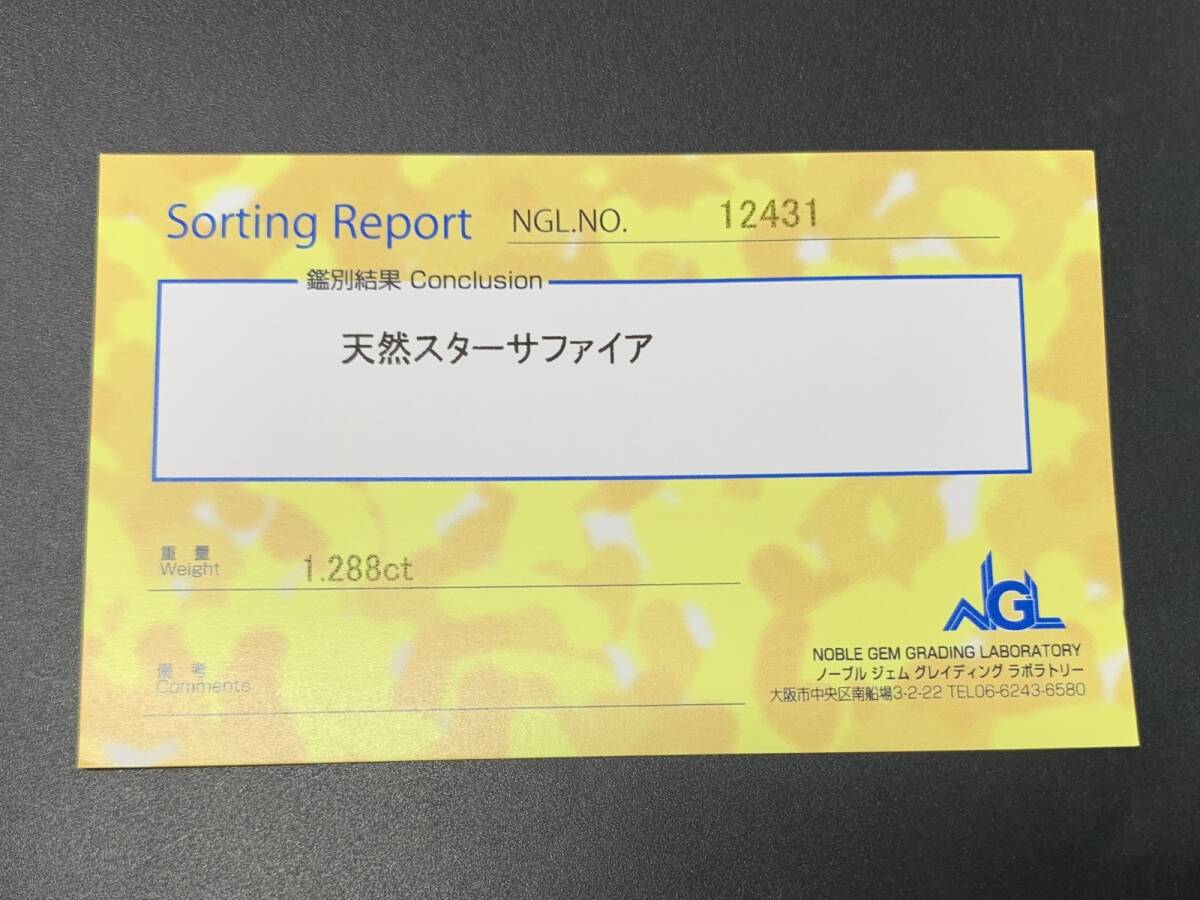 Sorting Report NGL.NO. 12431
鑑別結果 Conclusion
天然スターサファイア
重量
Weight 1.288ct
備考
Comments
NGL
NOBLE GEM GRADING LABORATORY
ノーブル ジェム グレイディング ラボラトリー
大阪市中央区南船場3-2-22 TEL06-6243-6580